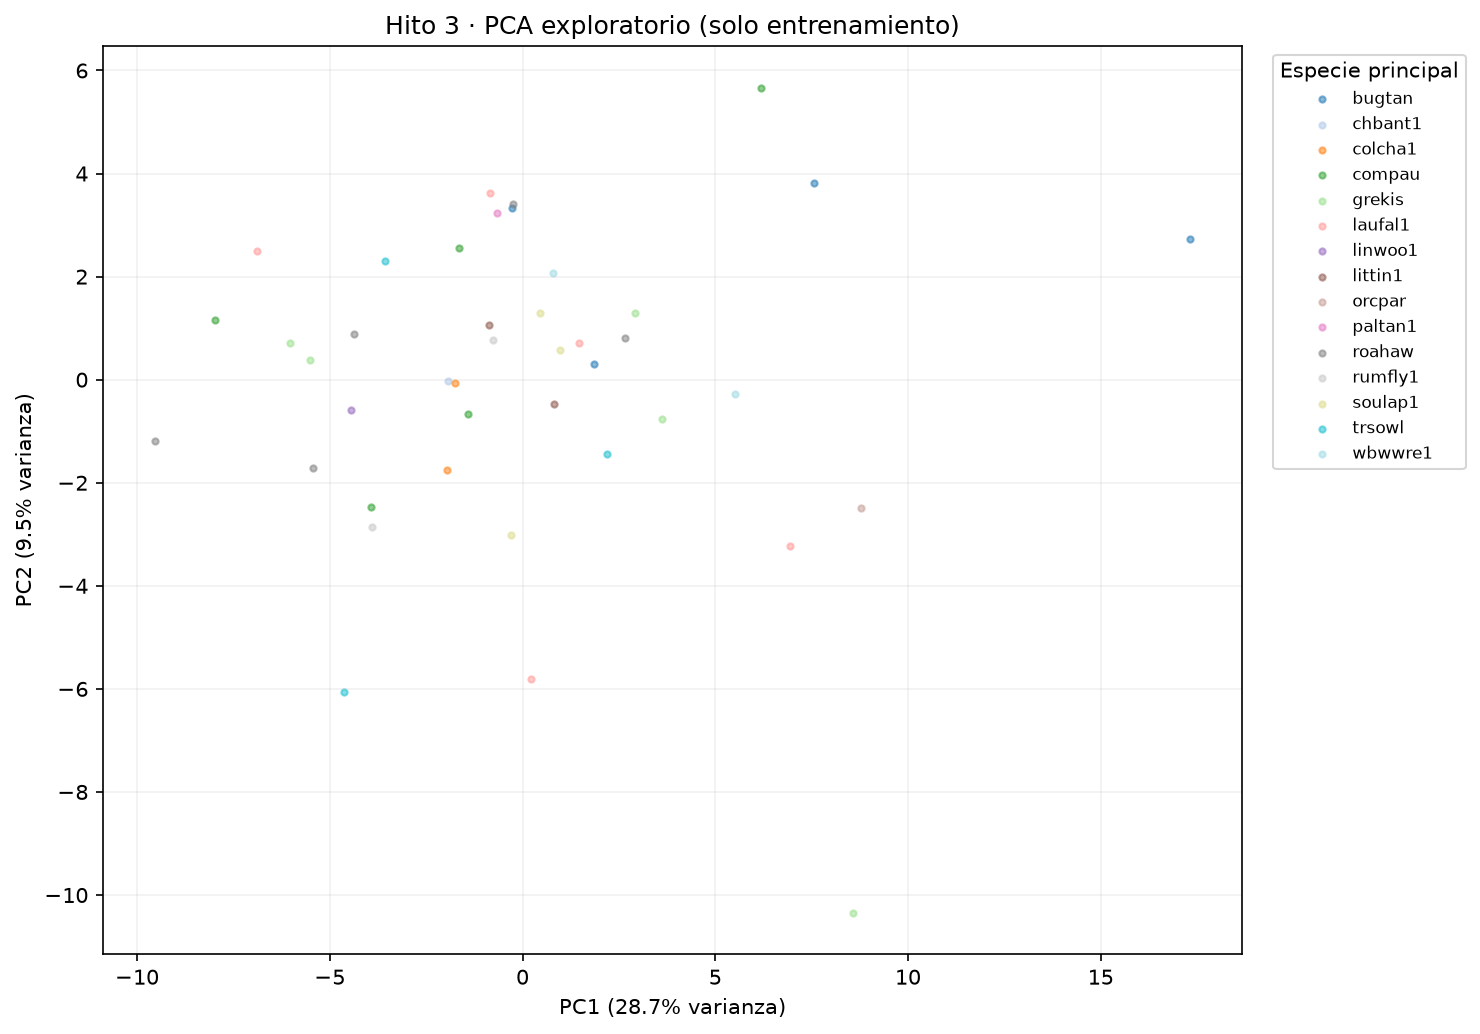 Hito 3 · PCA exploratorio (solo entrenamiento)
6
4
2
0
−2
−4
−6
−8
−10
PC2 (9.5% varianza)
−10
−5
0
5
10
15
PC1 (28.7% varianza)
Especie principal
bugtan
chbant1
colcha1
compau
grekis
laufal1
linwoo1
littin1
orcpar
paltan1
roahaw
rumfly1
soulap1
trsowl
wbwwre1